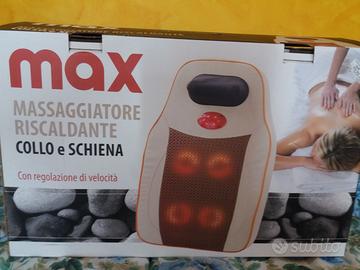 max
MASSAGGIATORE
RISCALDANTE
COLLO e SCHIENA
Con regolazione di velocità
subito